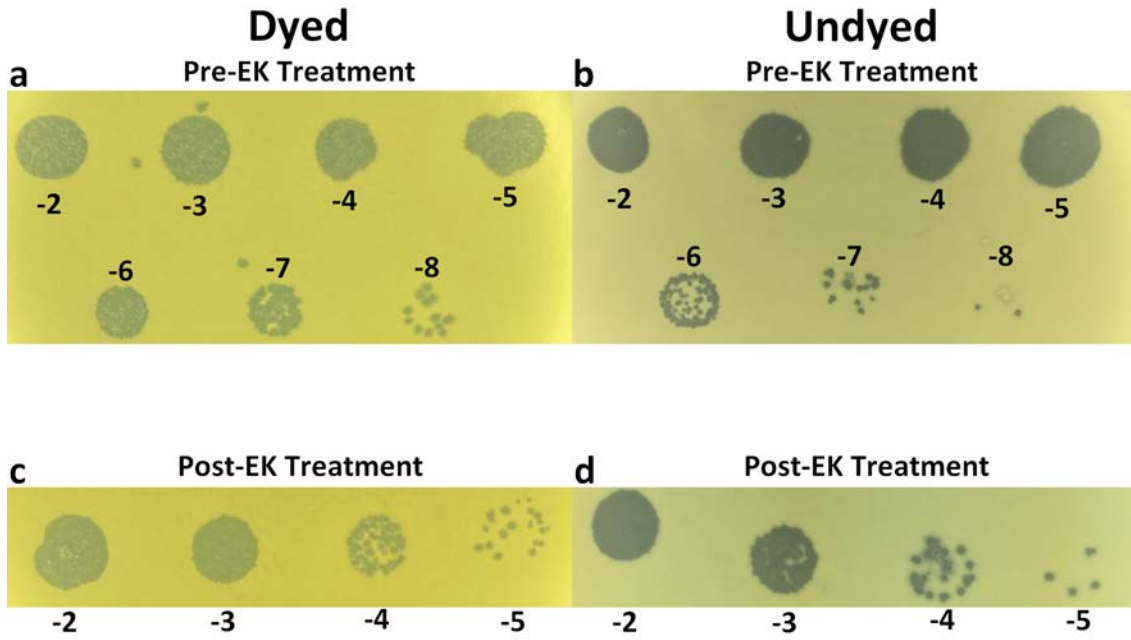 Dyed
Undyed
a
Pre-EK Treatment
b
Pre-EK Treatment
-2
-3
-4
-5
-2
-3
-4
-5
-6
-7
-8
-6
-7
-8
c
Post-EK Treatment
d
Post-EK Treatment
-2
-3
-4
-5
-2
-3
-4
-5